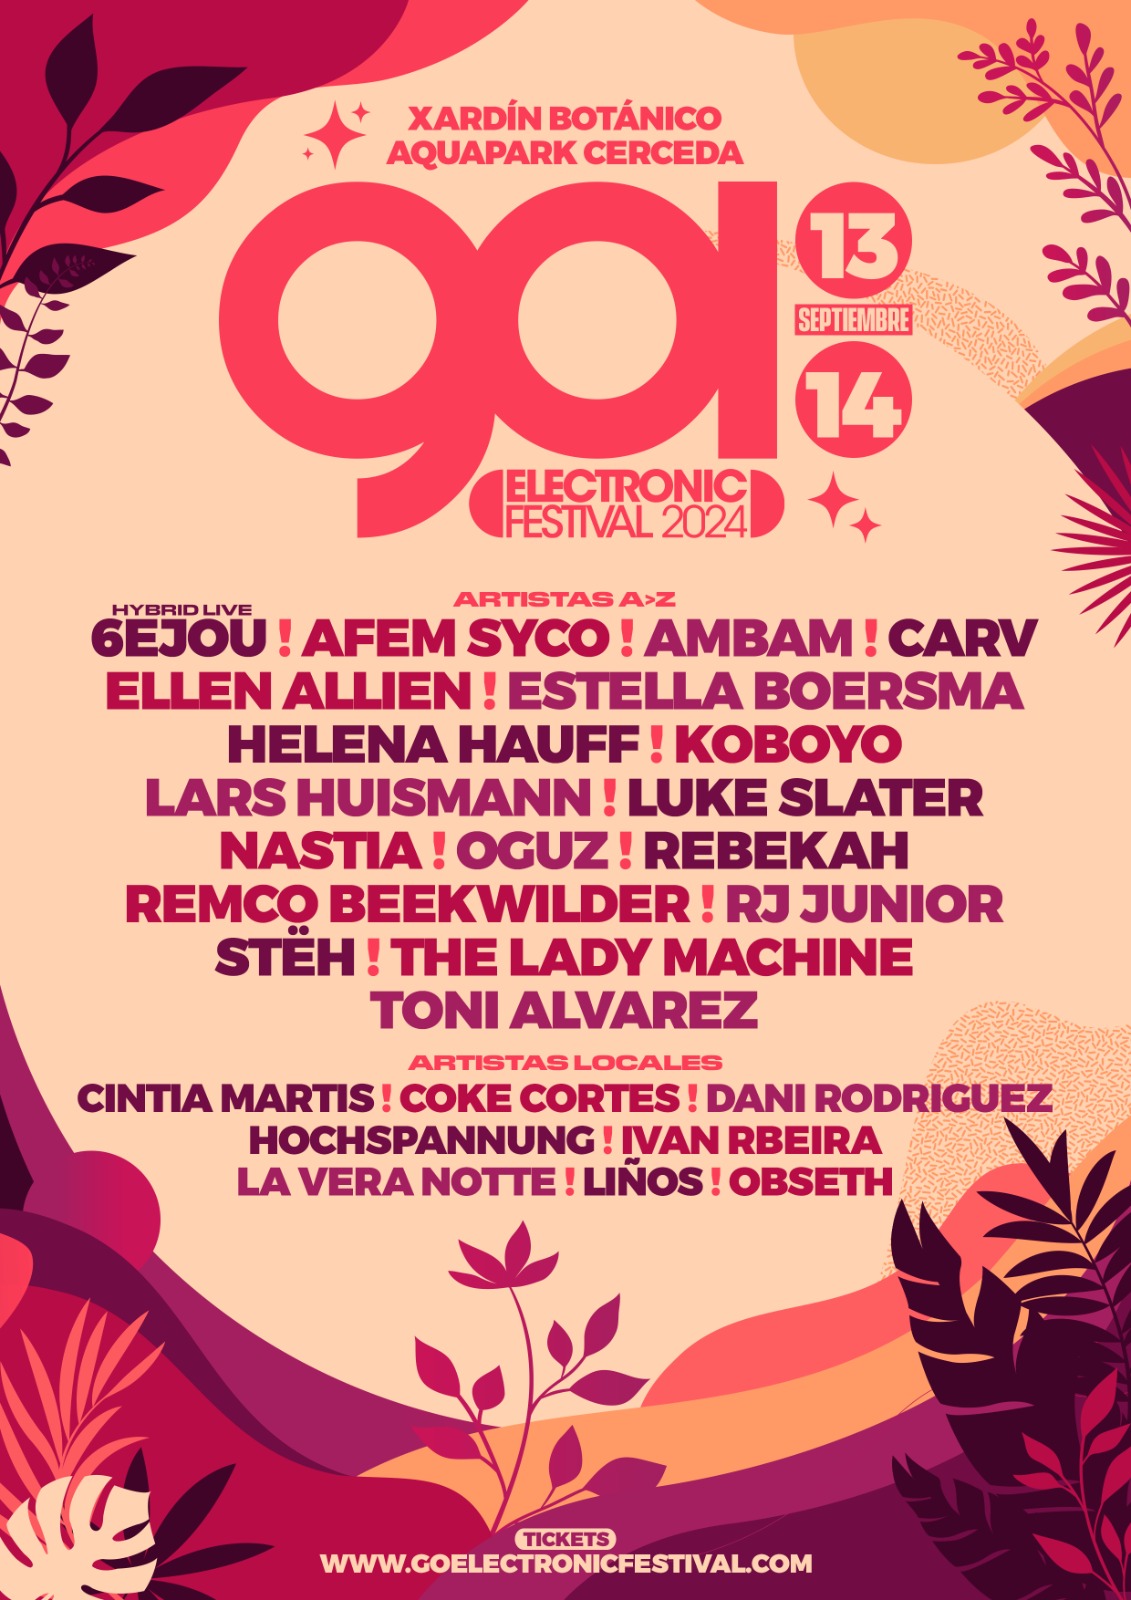 XARDÍN BOTÁNICO
AQUAPARK CERCEDA
go!
13
SEPTIEMBRE
14
ELECTRONIC
FESTIVAL 2024
ARTISTAS A>Z
HYBRID LIVE
6EJOU ! AFEM SYCO ! AMBAM ! CARV
ELLEN ALLIEN ! ESTELLA BOERSMA
HELENA HAUFF ! KOBOYO
LARS HUISMANN ! LUKE SLATER
NASTIA ! OGUZ ! REBEKAH
REMCO BEEKWILDER ! RJ JUNIOR
STËH ! THE LADY MACHINE
TONI ALVAREZ
ARTISTAS LOCALES
CINTIA MARTIS ! COKE CORTES ! DANI RODRIGUEZ
HOCHSPANNUNG ! IVAN RBEIRA
LA VERA NOTTE ! LIÑOS ! OBSETH
TICKETS
WWW.GOELECTRONICFESTIVAL.COM